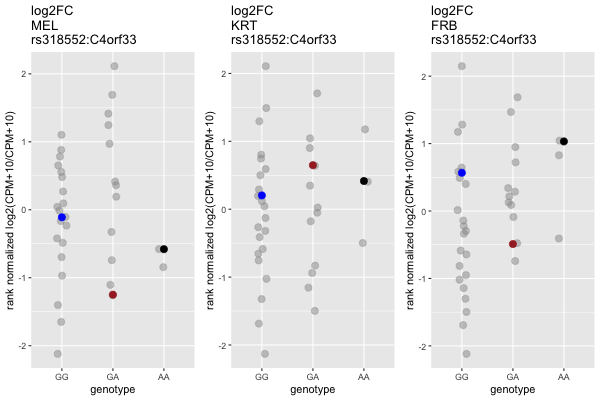 log2FC
MEL
rs318552:C4orf33
rank normalized log2(CPM+10/CPM+10)
2
1
0
-1
-2
GG
GA
AA
genotype
log2FC
KRT
rs318552:C4orf33
rank normalized log2(CPM+10/CPM+10)
2
1
0
-1
-2
GG
GA
AA
genotype
log2FC
FRB
rs318552:C4orf33
rank normalized log2(CPM+10/CPM+10)
2
1
0
-1
-2
GG
GA
AA
genotype